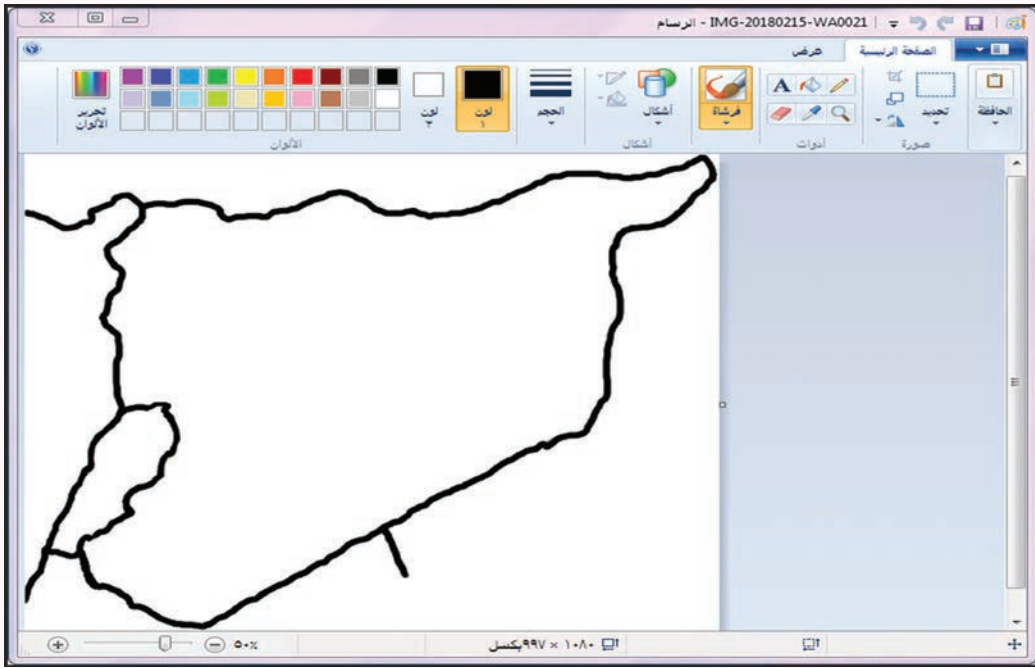 IMG-20180215-WA0021 - الرسام
الصفحة الرئيسية عرض
الحافظة
تحديد
صورة
A
أدوات
فرشاة
أشكال
أشكال
الحجم
لون ١
لون ٢
تحرير الألوان
الألوان
١٠٨٠ × ٩٩٧بكسل
٥٠%